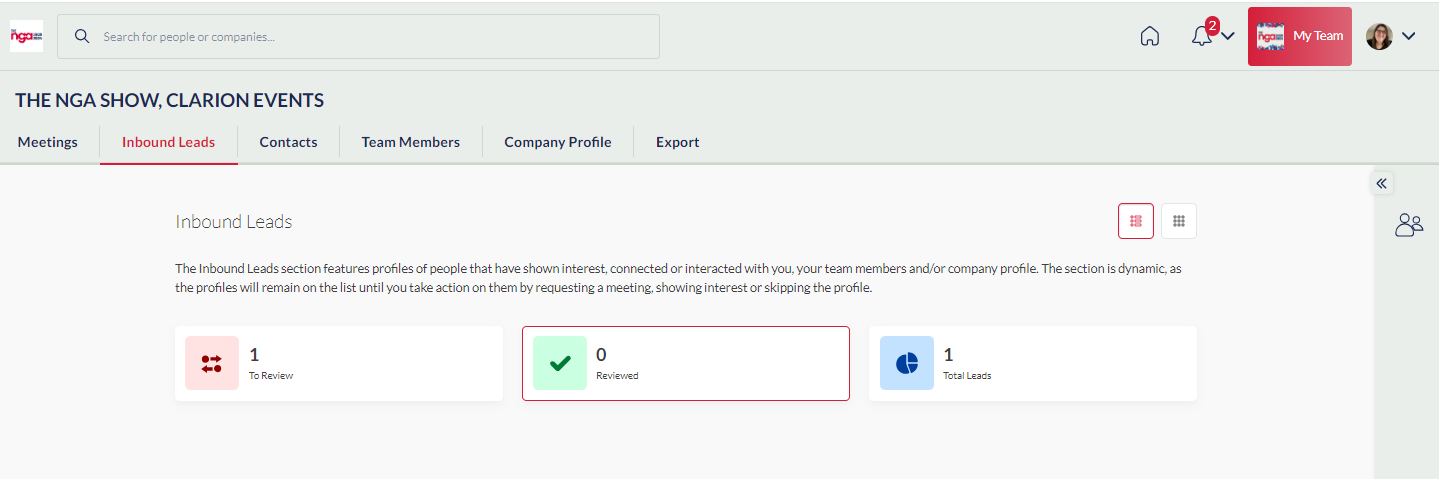 nga
Search for people or companies...
2
nga
My Team
THE NGA SHOW, CLARION EVENTS
Meetings
Inbound Leads
Contacts
Team Members
Company Profile
Export
Inbound Leads
The Inbound Leads section features profiles of people that have shown interest, connected or interacted with you, your team members and/or company profile. The section is dynamic, as
the profiles will remain on the list until you take action on them by requesting a meeting, showing interest or skipping the profile.
1
To Review
0
Reviewed
1
Total Leads